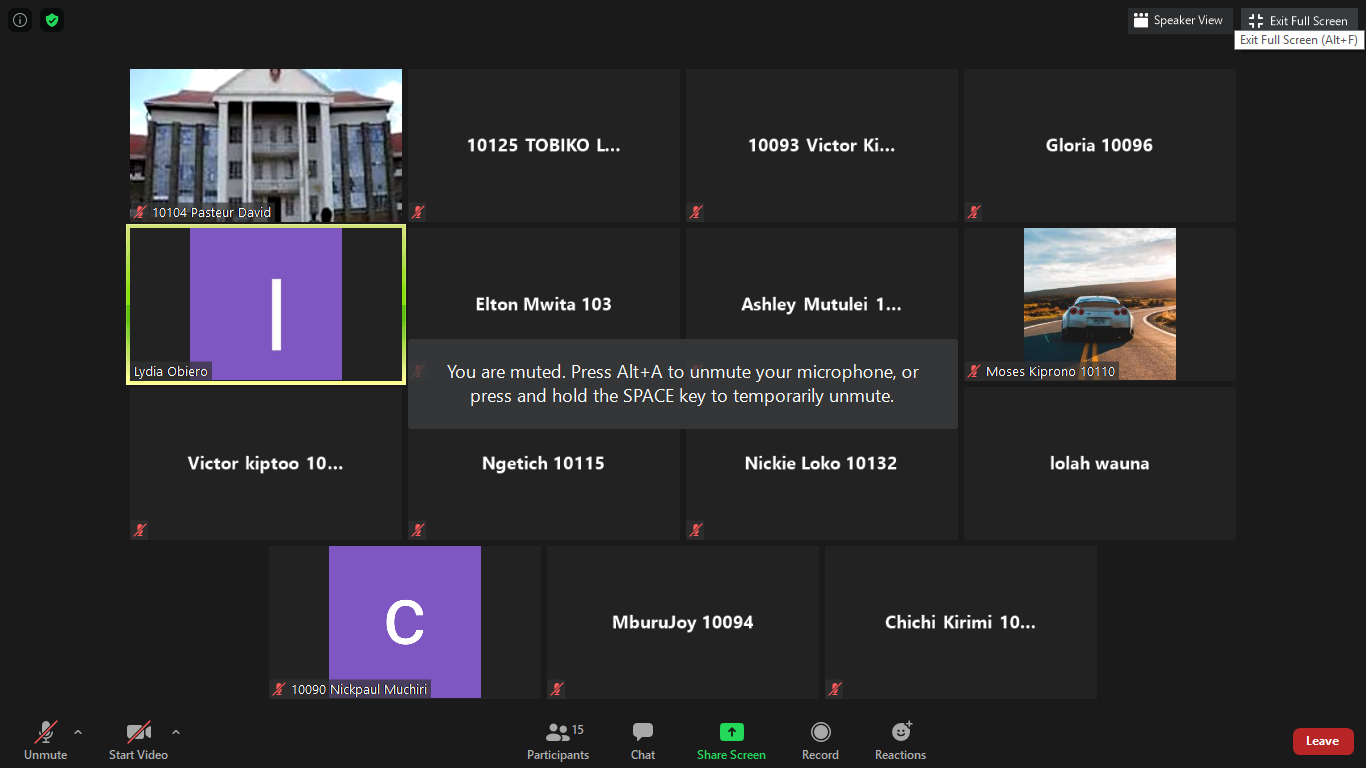 Speaker View
Exit Full Screen
Exit Full Screen (Alt+F)
10104 Pasteur David
10125 TOBIKO L...
10093 Victor Ki...
Gloria 10096
l
Lydia Obiero
Elton Mwita 103
Ashley Mutulei 1...
Moses Kiprono 10110
You are muted. Press Alt+A to unmute your microphone, or
press and hold the SPACE key to temporarily unmute.
Victor kiptoo 10...
Ngetich 10115
Nickie Loko 10132
lolah wauna
C
10090 Nickpaul Muchiri
MburuJoy 10094
Chichi Kirimi 10...
Unmute
Start Video
15
Participants
Chat
Share Screen
Record
Reactions
Leave